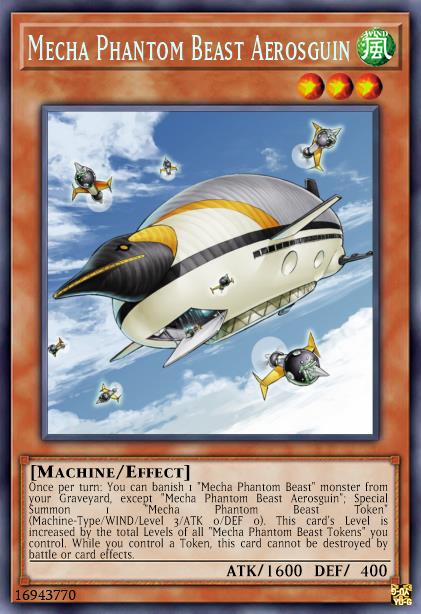 Mecha Phantom Beast Aerosguin
WIND
風
[Machine/Effect]
Once per turn: You can banish 1 "Mecha Phantom Beast" monster from
your Graveyard, except "Mecha Phantom Beast Aerosguin"; Special
Summon 1 "Mecha Phantom Beast Token"
(Machine-Type/WIND/Level 3/ATK 0/DEF 0). This card's Level is
increased by the total Levels of all "Mecha Phantom Beast Tokens" you
control. While you control a Token, this card cannot be destroyed by
battle or card effects.
ATK/1600 DEF/ 400
16943770